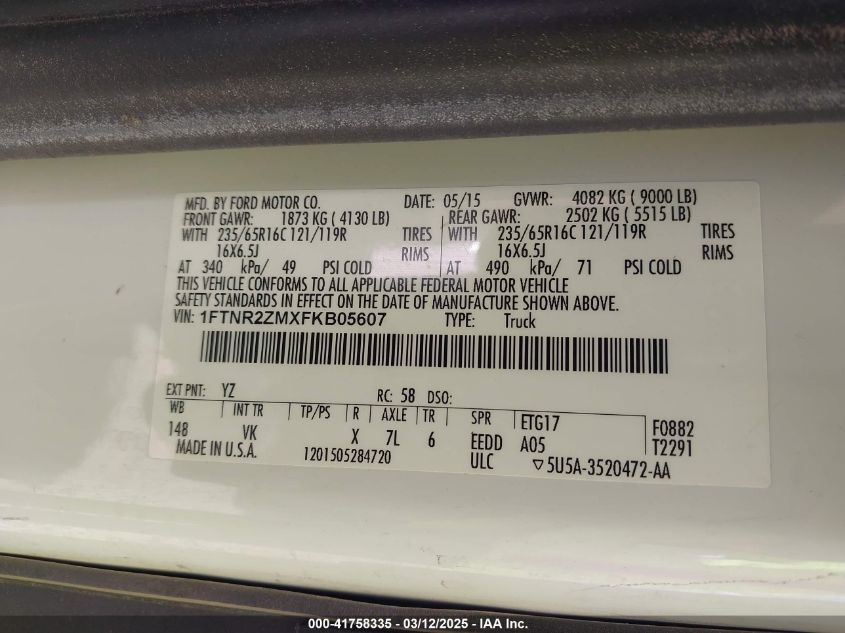 MFD. BY FORD MOTOR CO. DATE: 05/15 GVWR: 4082 KG ( 9000 LB)
FRONT GAWR: 1873 KG ( 4130 LB) REAR GAWR: 2502 KG ( 5515 LB)
WITH 235/65R16C 121/119R TIRES WITH 235/65R16C 121/119R TIRES
16X6.5J RIMS 16X6.5J RIMS
AT 340 kPa/ 49 PSI COLD AT 490 kPa/ 71 PSI COLD
THIS VEHICLE CONFORMS TO ALL APPLICABLE FEDERAL MOTOR VEHICLE
SAFETY STANDARDS IN EFFECT ON THE DATE OF MANUFACTURE SHOWN ABOVE.
VIN: 1FTNR2ZMXFKB05607 TYPE: Truck
EXT PNT: YZ RC: 58 DSO:
WB INT TR TP/PS R AXLE TR SPR ETG17 F0882
148 VK X 7L 6 EEDD A05 T2291
MADE IN U.S.A. 1201505284720 ULC ▽5U5A-3520472-AA
000-41758335 - 03/12/2025 - IAA Inc.